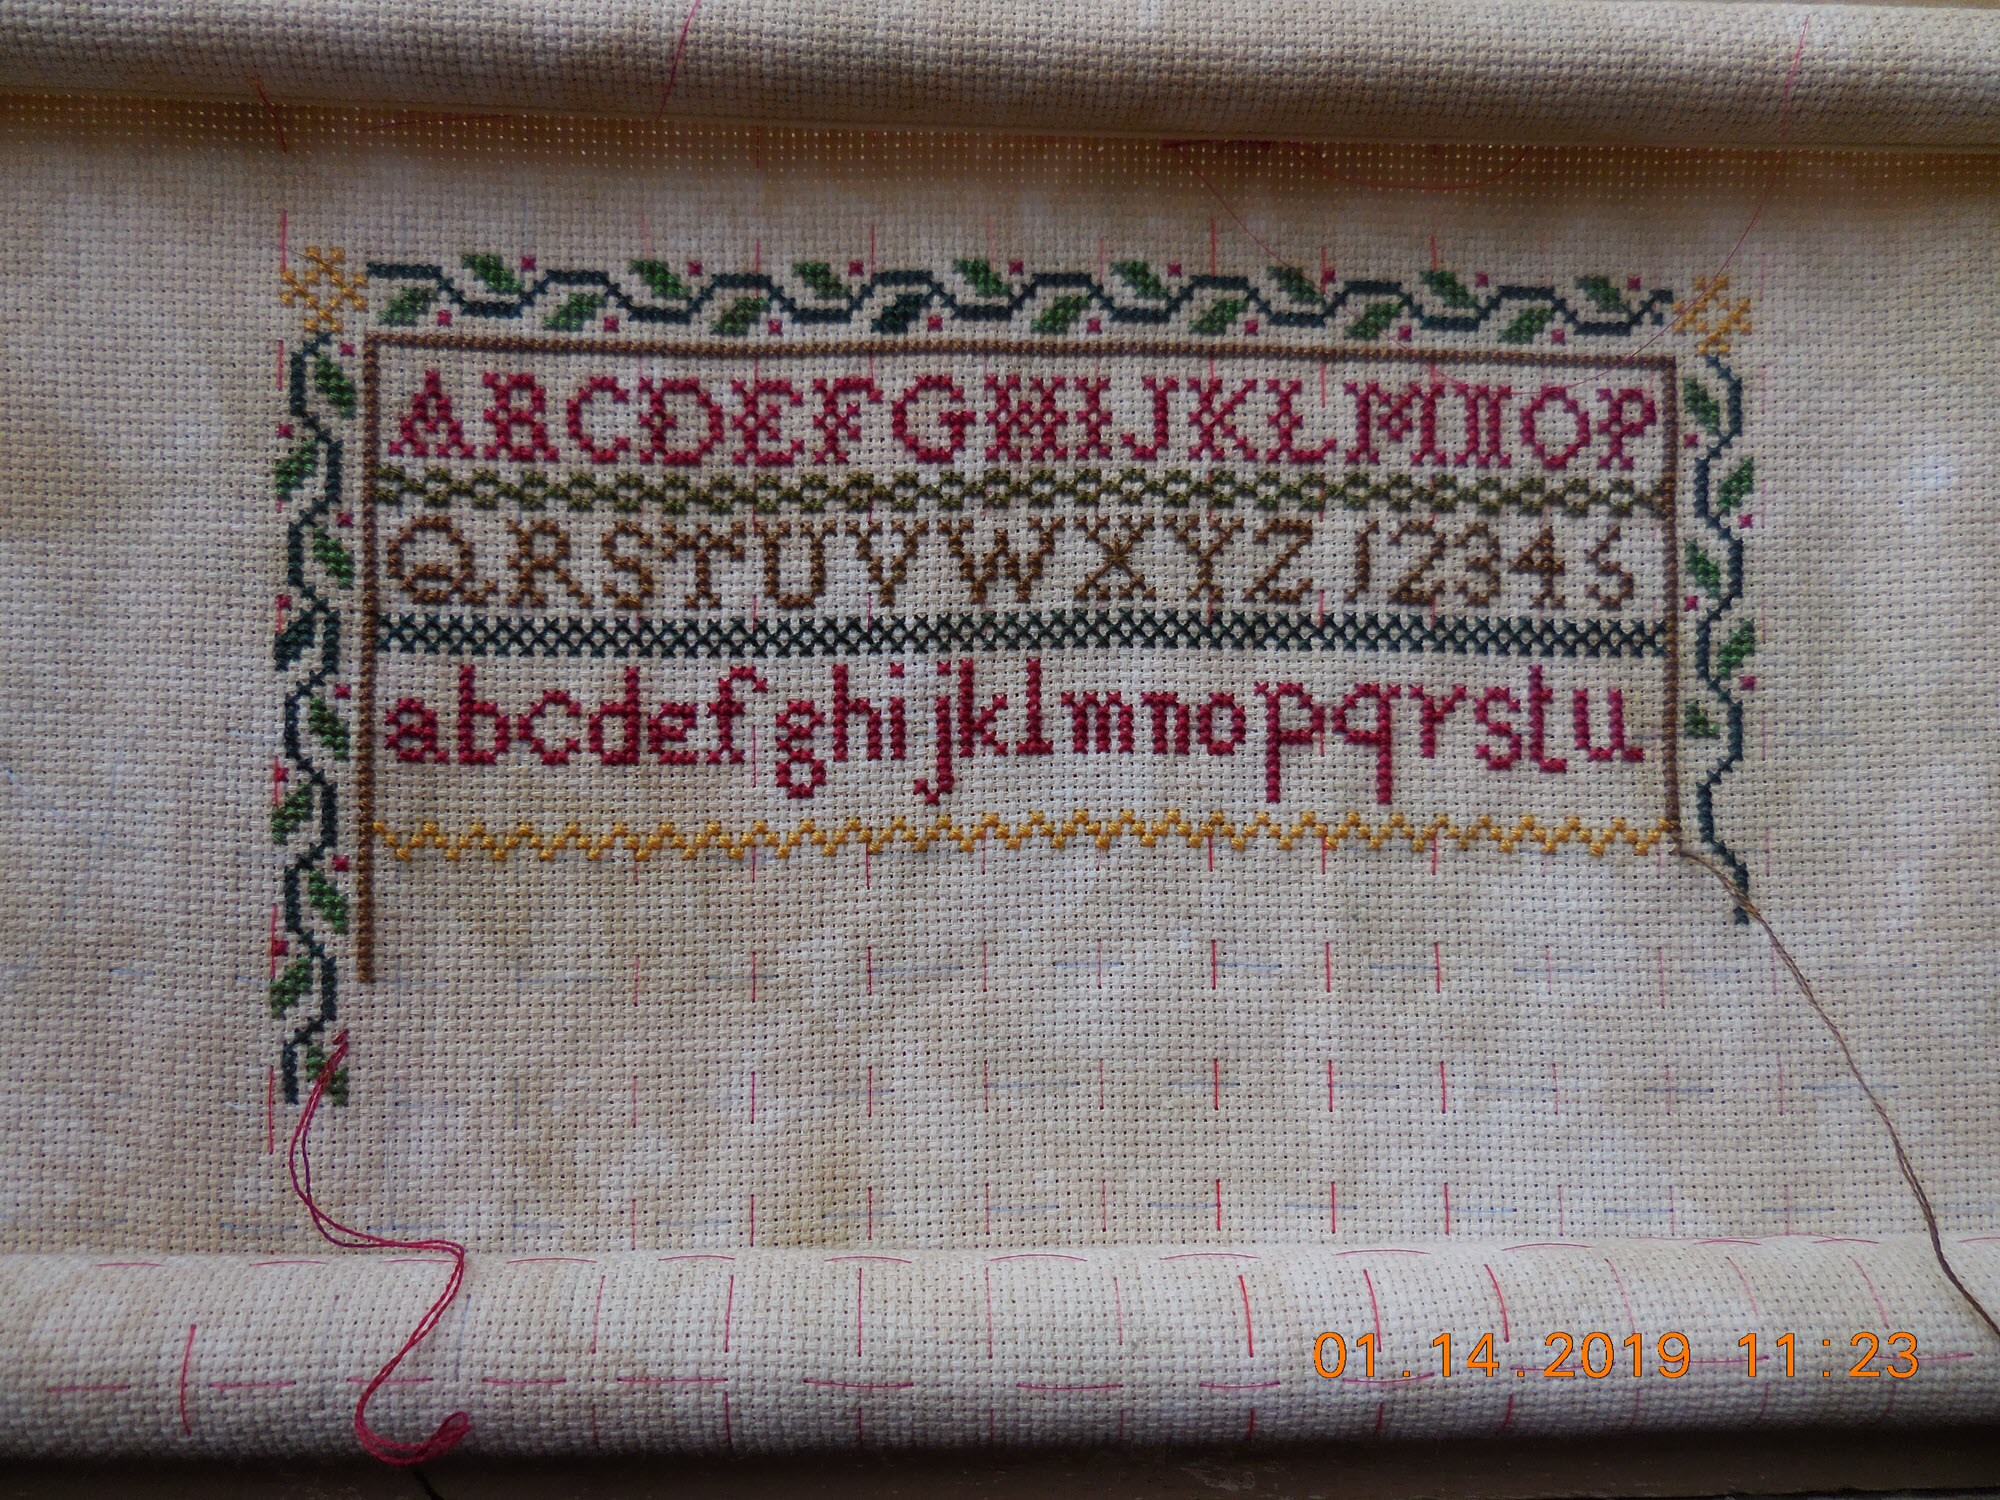 ABCDEFGHIJKLMNOP
QRSTUVWXYZ12345
abcdefghijklmnopqrstu
01.14.2019 11:23